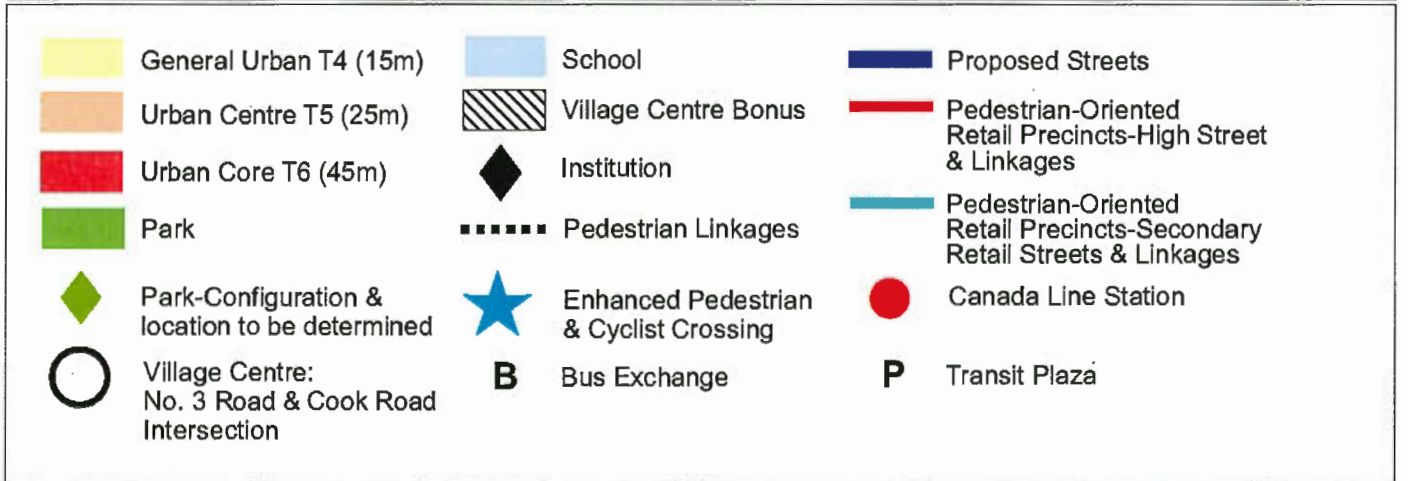 General Urban T4 (15m)
Urban Centre T5 (25m)
Urban Core T6 (45m)
Park
Park-Configuration &
location to be determined
Village Centre:
No. 3 Road & Cook Road
Intersection
School
Village Centre Bonus
Institution
Pedestrian Linkages
Enhanced Pedestrian
& Cyclist Crossing
B Bus Exchange
Proposed Streets
Pedestrian-Oriented
Retail Precincts-High Street
& Linkages
Pedestrian-Oriented
Retail Precincts-Secondary
Retail Streets & Linkages
Canada Line Station
P Transit Plaza